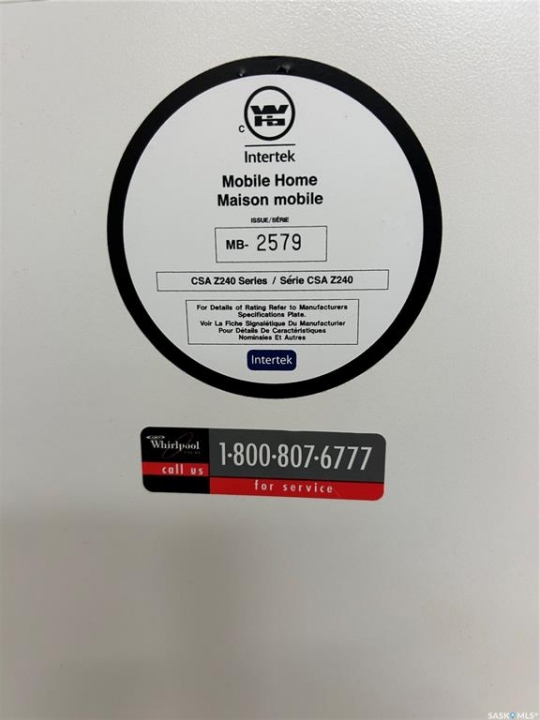 C
WHI
Intertek
Mobile Home
Maison mobile
ISSUE/SÉRIE
MB- 2579
CSA Z240 Series / Série CSA Z240
For Details of Rating Refer to Manufacturers
Specifications Plate.
Voir La Fiche Signalétique Du Manufacturier
Pour Détails De Caractéristiques
Nominales Et Autres
Intertek
Whirlpool
1-800-807-6777
call us
for service
SASK MLS®